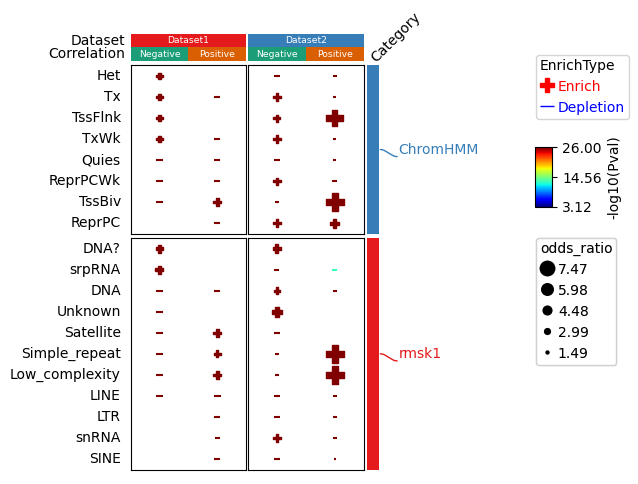 Dataset
Correlation
Dataset1
Dataset2
Negative
Positive
Negative
Positive
Category
Het
Tx
TssFlnk
TxWk
Quies
ReprPCWk
TssBiv
ReprPC
ChromHMM
DNA?
srpRNA
DNA
Unknown
Satellite
Simple_repeat
Low_complexity
LINE
LTR
snRNA
SINE
rmsk1
EnrichType
Enrich
Depletion
26.00
14.56
3.12
-log10(Pval)
odds_ratio
7.47
5.98
4.48
2.99
1.49